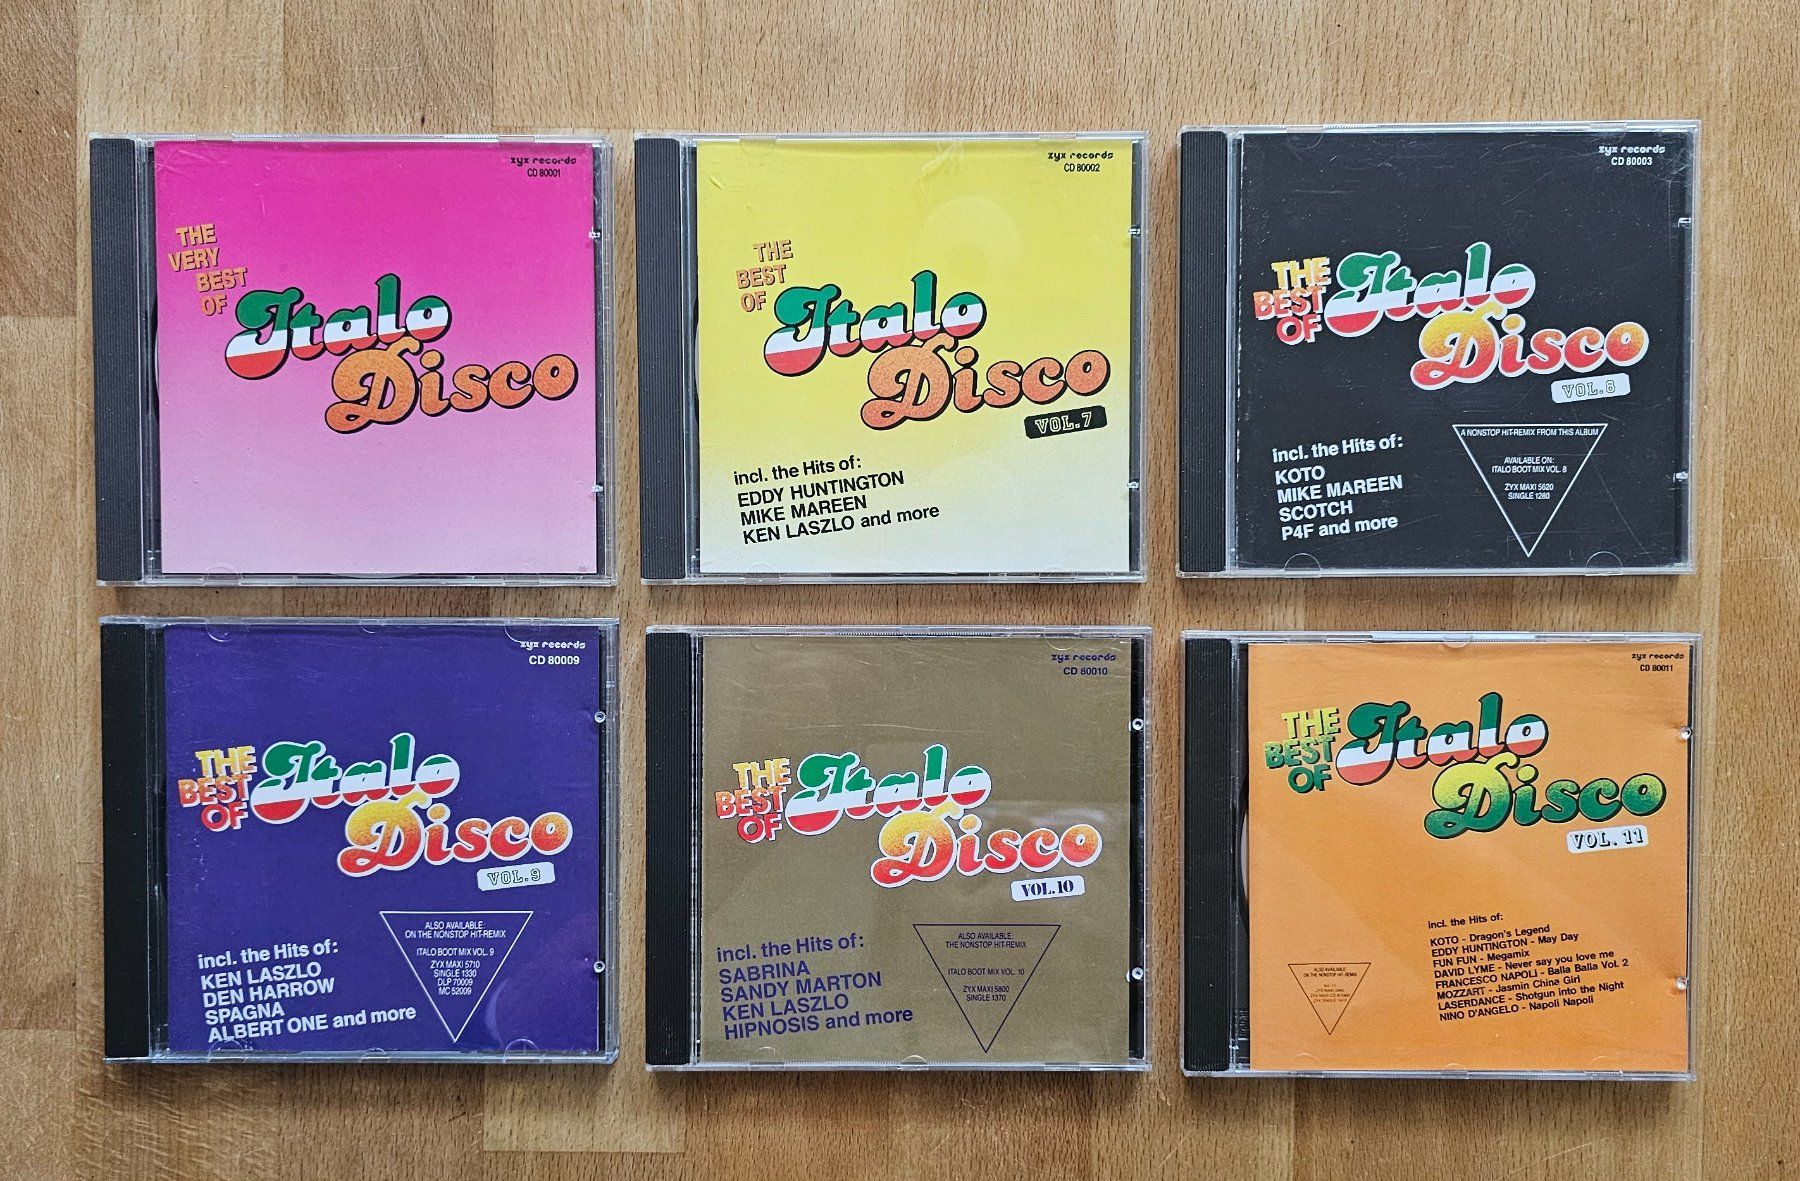 zyx records
CD 80001
THE
VERY
BEST
OF
Italo
Disco
zyx records
CD 80002
THE
BEST
OF
Italo
Disco
VOL.7
incl. the Hits of:
EDDY HUNTINGTON
MIKE MAREEN
KEN LASZLO and more
zyx records
CD 80003
THE
BEST
OF
Italo
Disco
VOL.8
incl. the Hits of:
KOTO
MIKE MAREEN
SCOTCH
P4F and more
A NONSTOP HIT-REMIX FROM THIS ALBUM
AVAILABLE ON:
ITALO BOOT MIX VOL. 8
ZYX MAXI 5620
SINGLE 1280
zyx records
CD 80009
THE
BEST
OF
Italo
Disco
VOL.9
incl. the Hits of:
KEN LASZLO
DEN HARROW
SPAGNA
ALBERT ONE and more
ALSO AVAILABLE:
ON THE NONSTOP HIT-REMIX
ITALO BOOT MIX VOL. 9
ZYX MAXI 5710
SINGLE 1330
DLP 70009
MC 52009
zyx records
CD 80010
THE
BEST
OF
Italo
Disco
VOL.10
incl. the Hits of:
SABRINA
SANDY MARTON
KEN LASZLO
HIPNOSIS and more
ALSO AVAILABLE:
THE NONSTOP HIT-REMIX
ITALO BOOT MIX VOL. 10
ZYX MAXI 5800
SINGLE 1370
zyx records
CD 80011
THE
BEST
OF
Italo
Disco
VOL. 11
incl. the Hits of:
KOTO - Dragon's Legend
EDDY HUNTINGTON - May Day
FUN FUN - Megamix
DAVID LYME - Never say you love me
FRANCESCO NAPOLI - Balla Balla Vol. 2
MOZZART - Jasmin China Girl
LASERDANCE - Shotgun into the Night
NINO D'ANGELO - Napoli Napoli
ALSO AVAILABLE:
ON THE NONSTOP HIT-REMIX